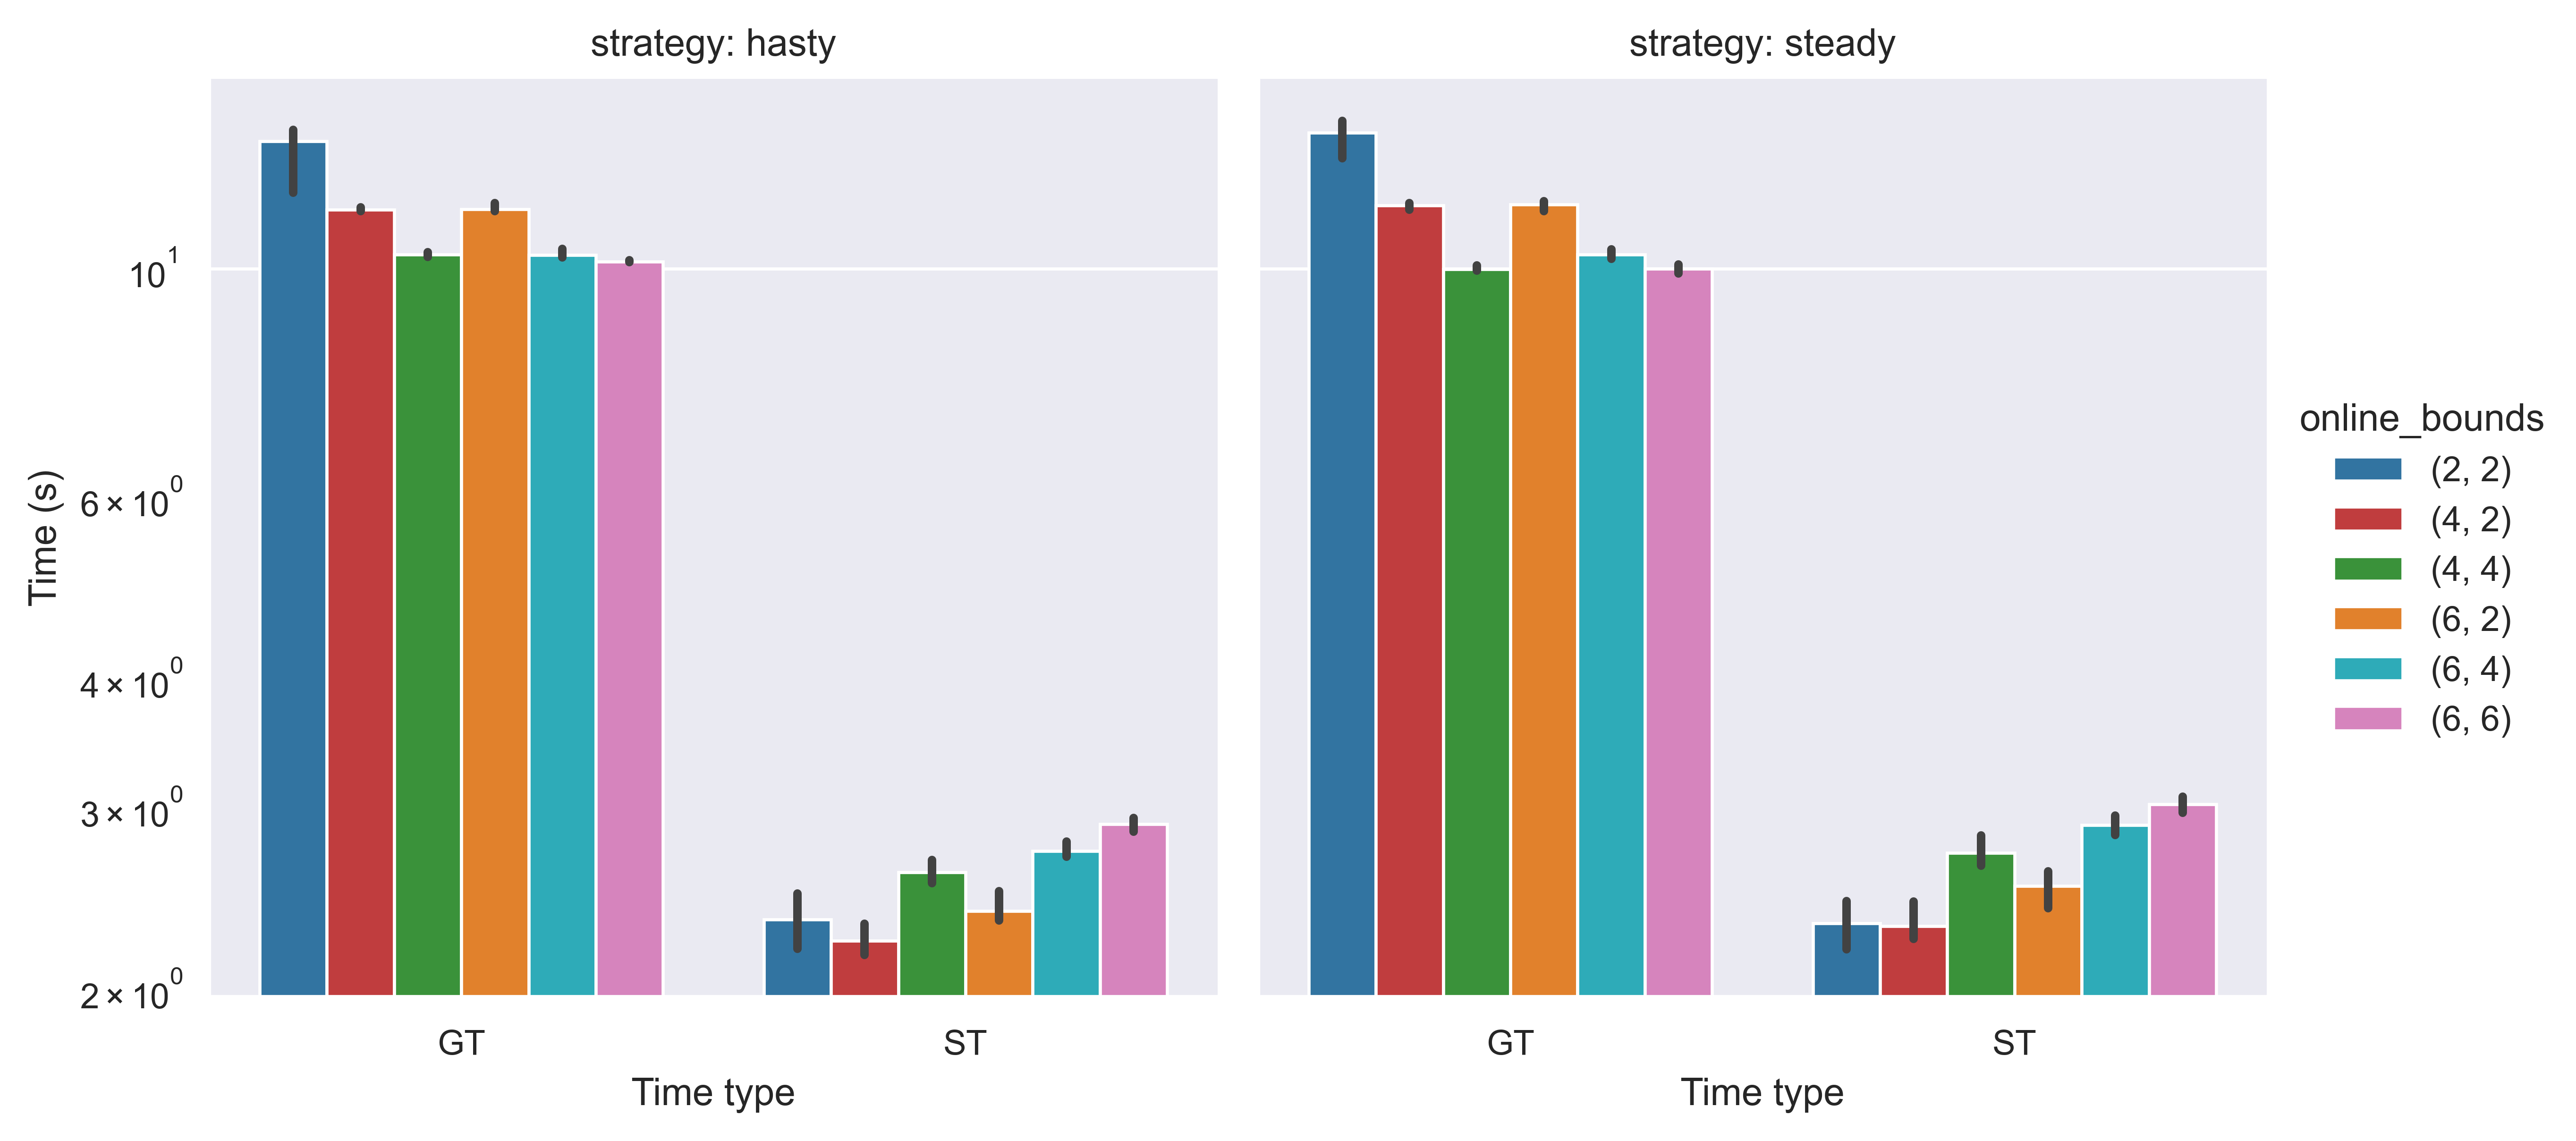 strategy: hasty
strategy: steady
Time (s)
10^1
6 × 10^0
4 × 10^0
3 × 10^0
2 × 10^0
GT
ST
GT
ST
Time type
Time type
online_bounds
(2, 2)
(4, 2)
(4, 4)
(6, 2)
(6, 4)
(6, 6)